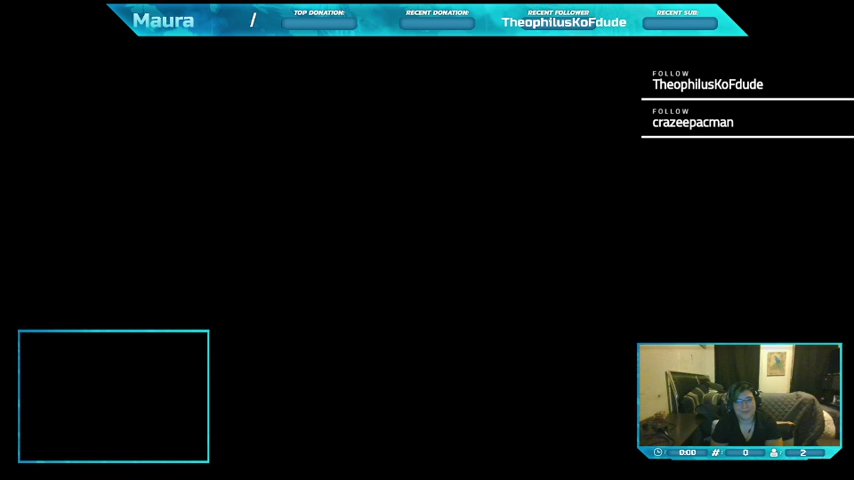 Maura
/
TOP DONATION:
RECENT DONATION:
RECENT FOLLOWER
TheophilusKoFdude
RECENT SUB:
FOLLOW
TheophilusKoFdude
FOLLOW
crazeepacman
0:00 # 0 2